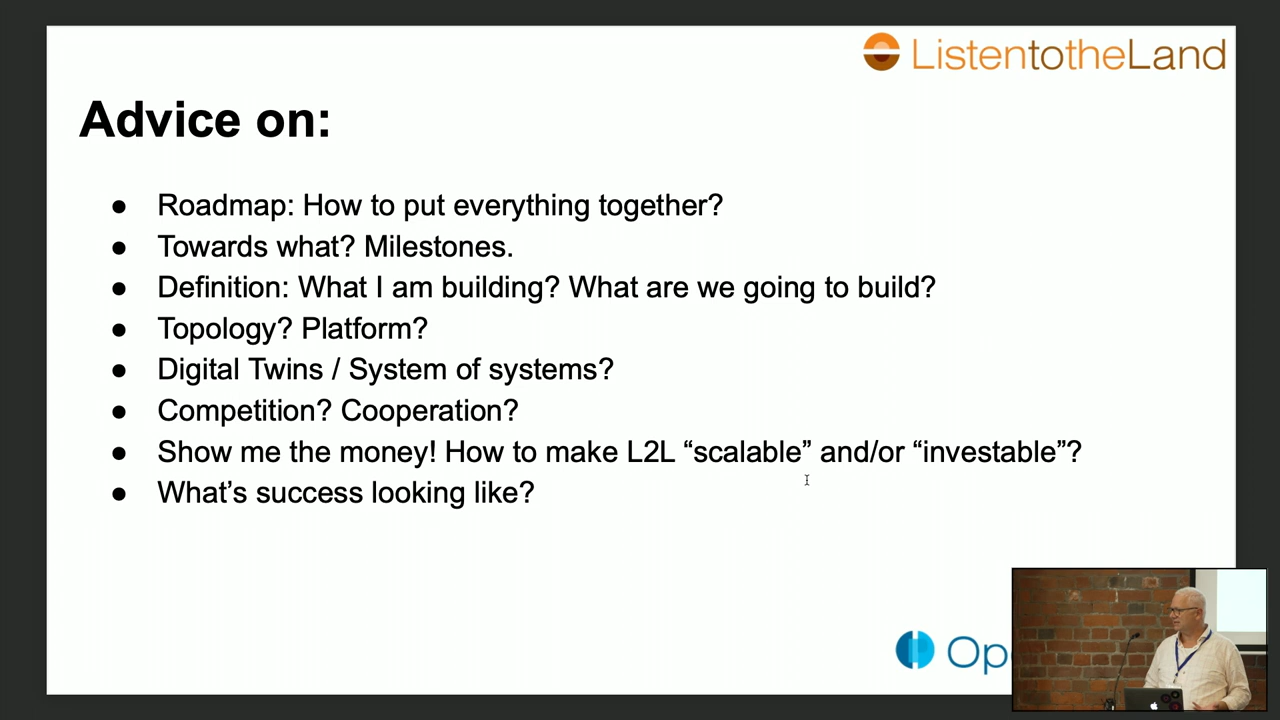 ListentotheLand
Advice on:
● Roadmap: How to put everything together?
● Towards what? Milestones.
● Definition: What I am building? What are we going to build?
● Topology? Platform?
● Digital Twins / System of systems?
● Competition? Cooperation?
● Show me the money! How to make L2L “scalable” and/or “investable”?
● What’s success looking like?
Op